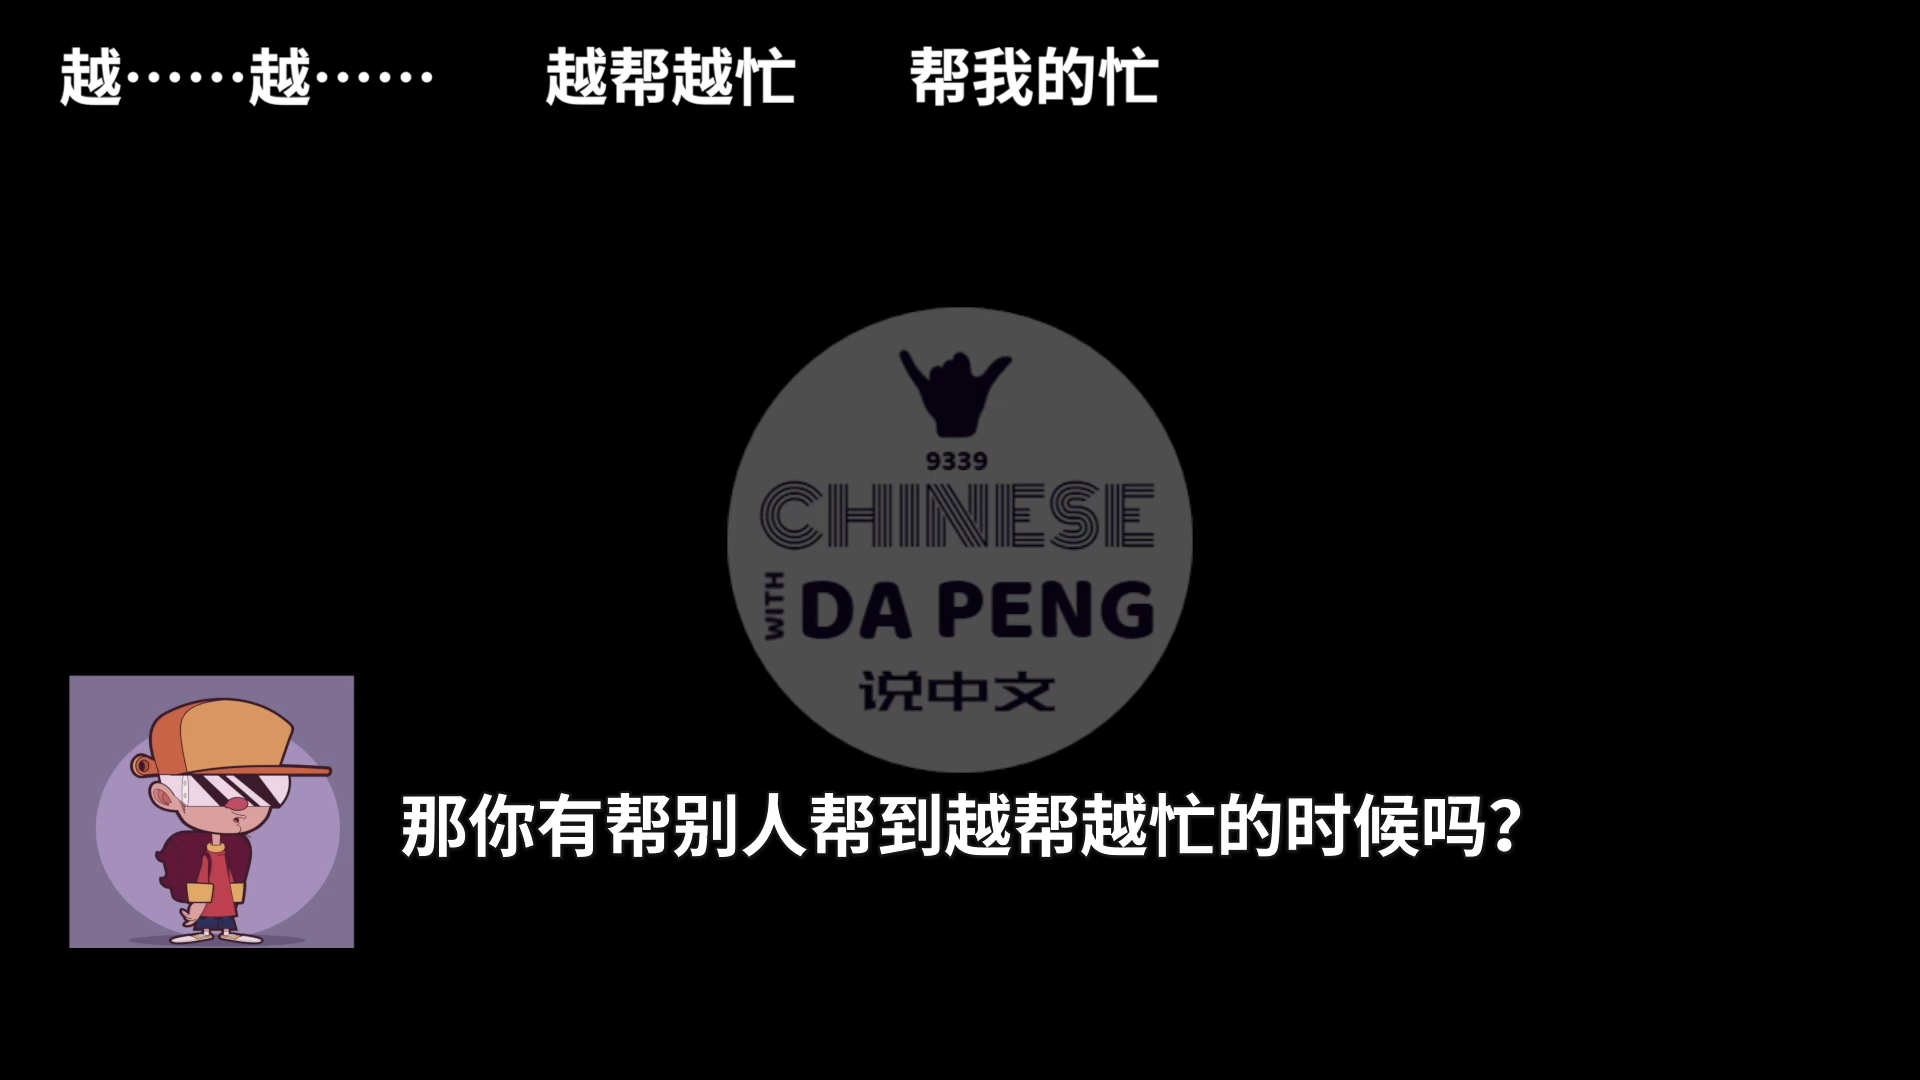 越……越…… 越帮越忙 帮我的忙
9339
CHINESE
WITH DA PENG
说中文
那你有帮别人帮到越帮越忙的时候吗?